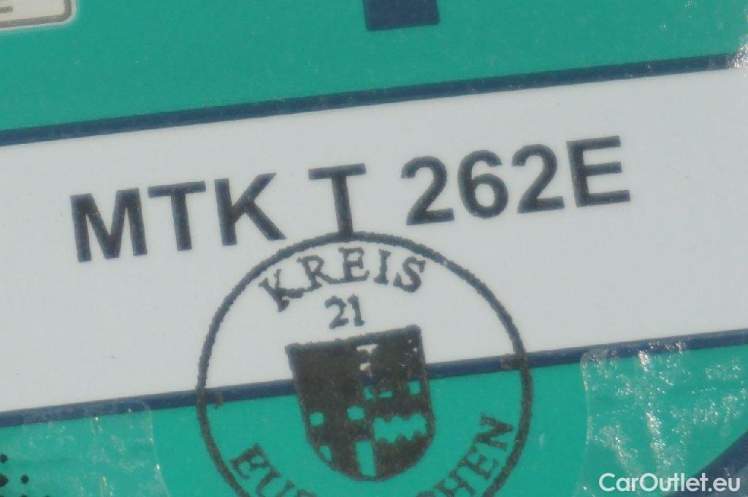 MTK T 262E
KREIS
21
CarOutlet.eu